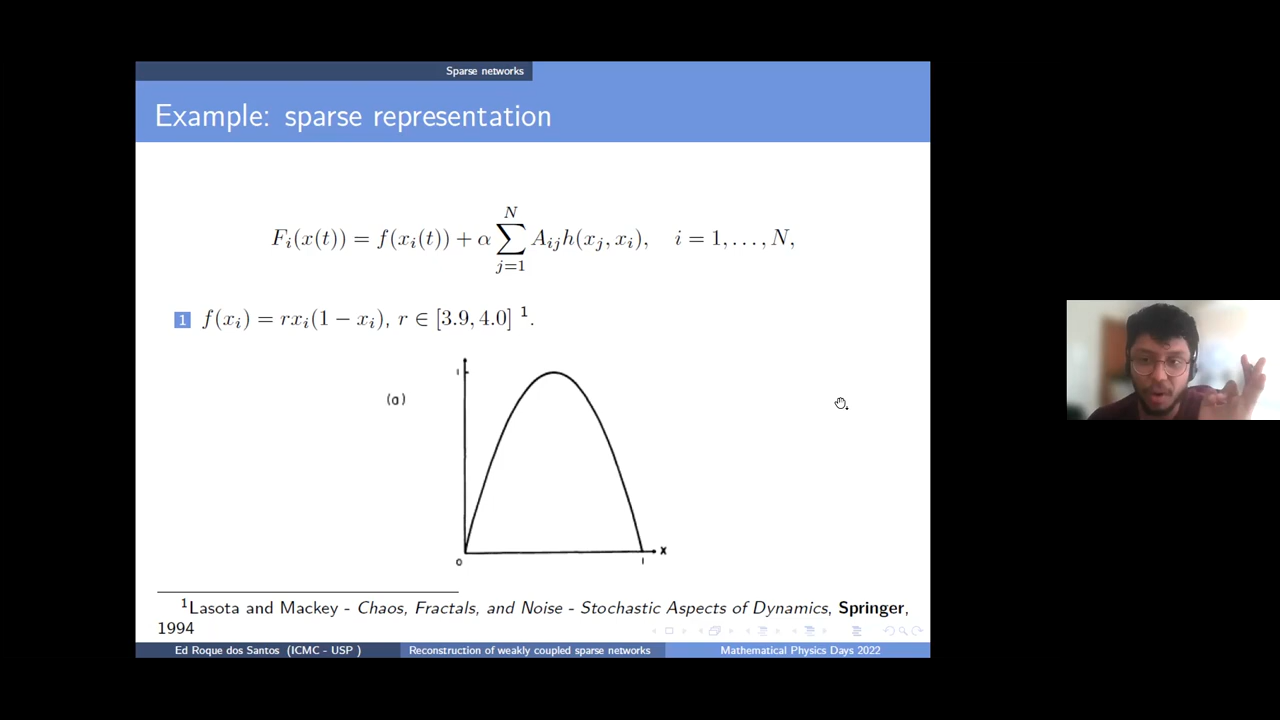 Sparse networks
Example: sparse representation
F_i(x(t)) = f(x_i(t)) + α ∑_{j=1}^{N} A_{ij}h(x_j, x_i),   i = 1, . . . , N,
1 f(x_i) = rx_i(1 − x_i), r ∈ [3.9, 4.0] ¹.
1
(a)
x
0
1
¹Lasota and Mackey - Chaos, Fractals, and Noise - Stochastic Aspects of Dynamics, Springer,
1994
Ed Roque dos Santos (ICMC - USP ) Reconstruction of weakly coupled sparse networks Mathematical Physics Days 2022